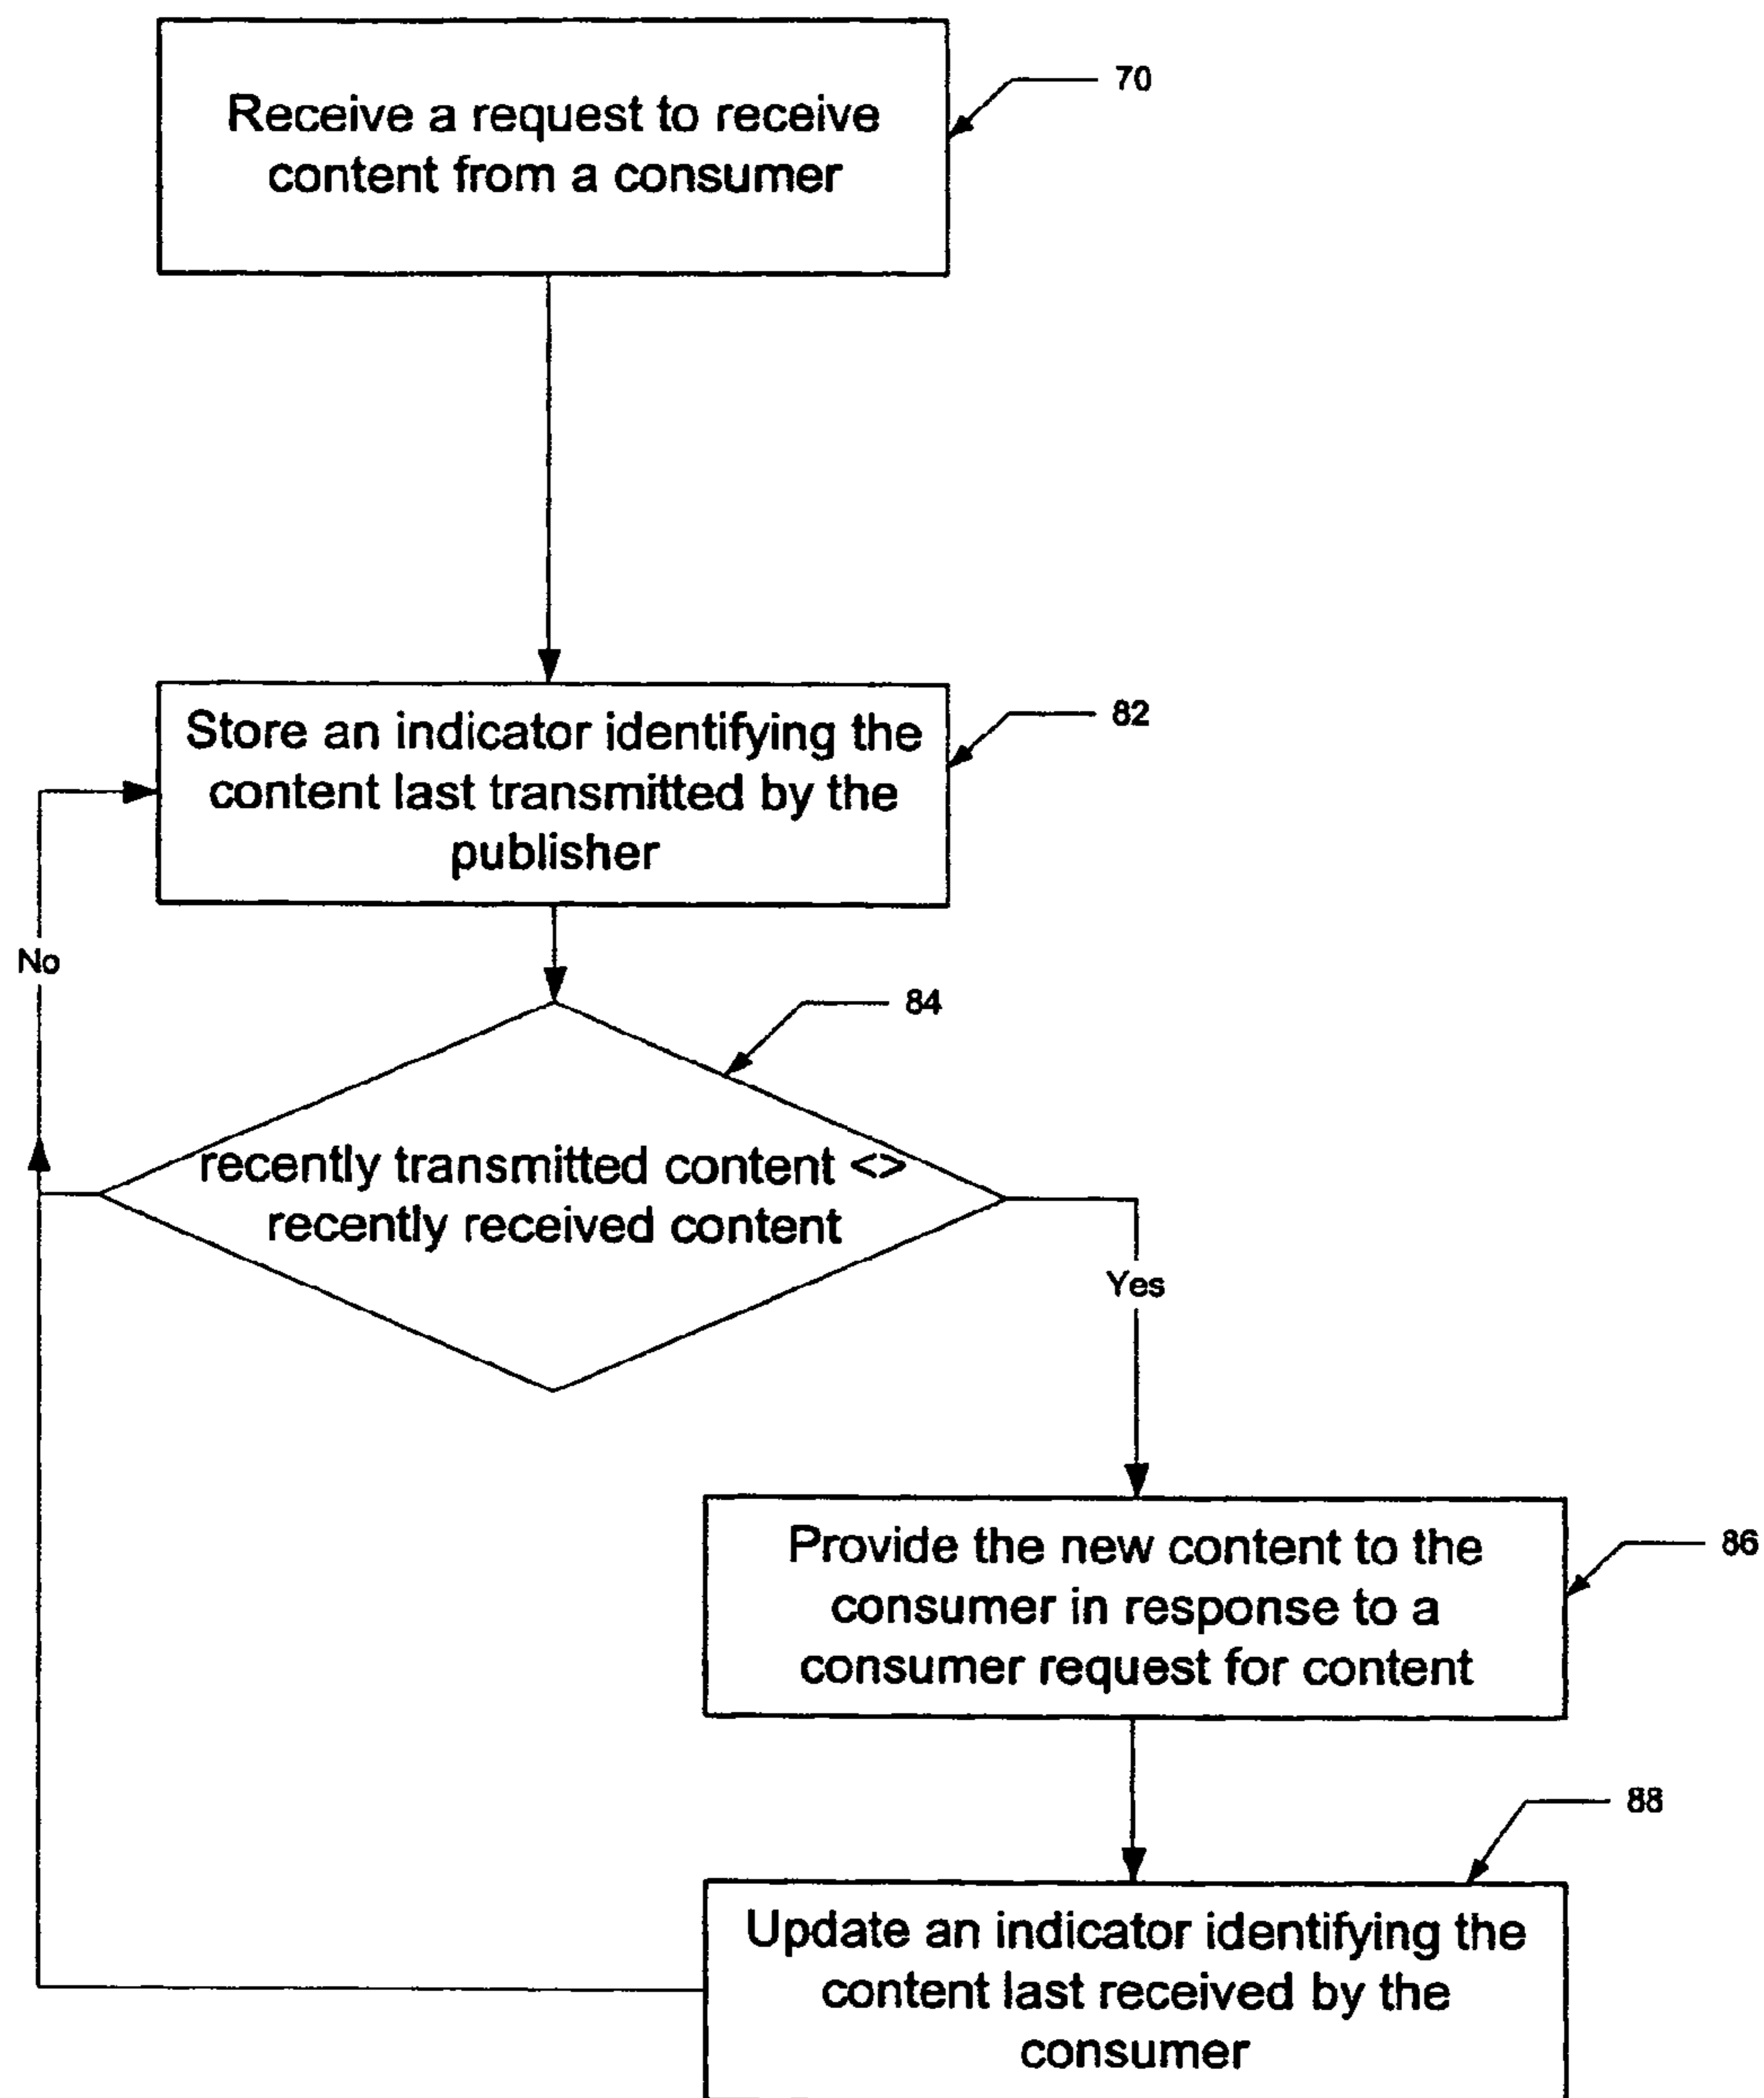 Receive a request to receive
content from a consumer
70
Store an indicator identifying the
content last transmitted by the
publisher
82
No
84
recently transmitted content <>
recently received content
Yes
Provide the new content to the
consumer in response to a
consumer request for content
86
88
Update an indicator identifying the
content last received by the
consumer